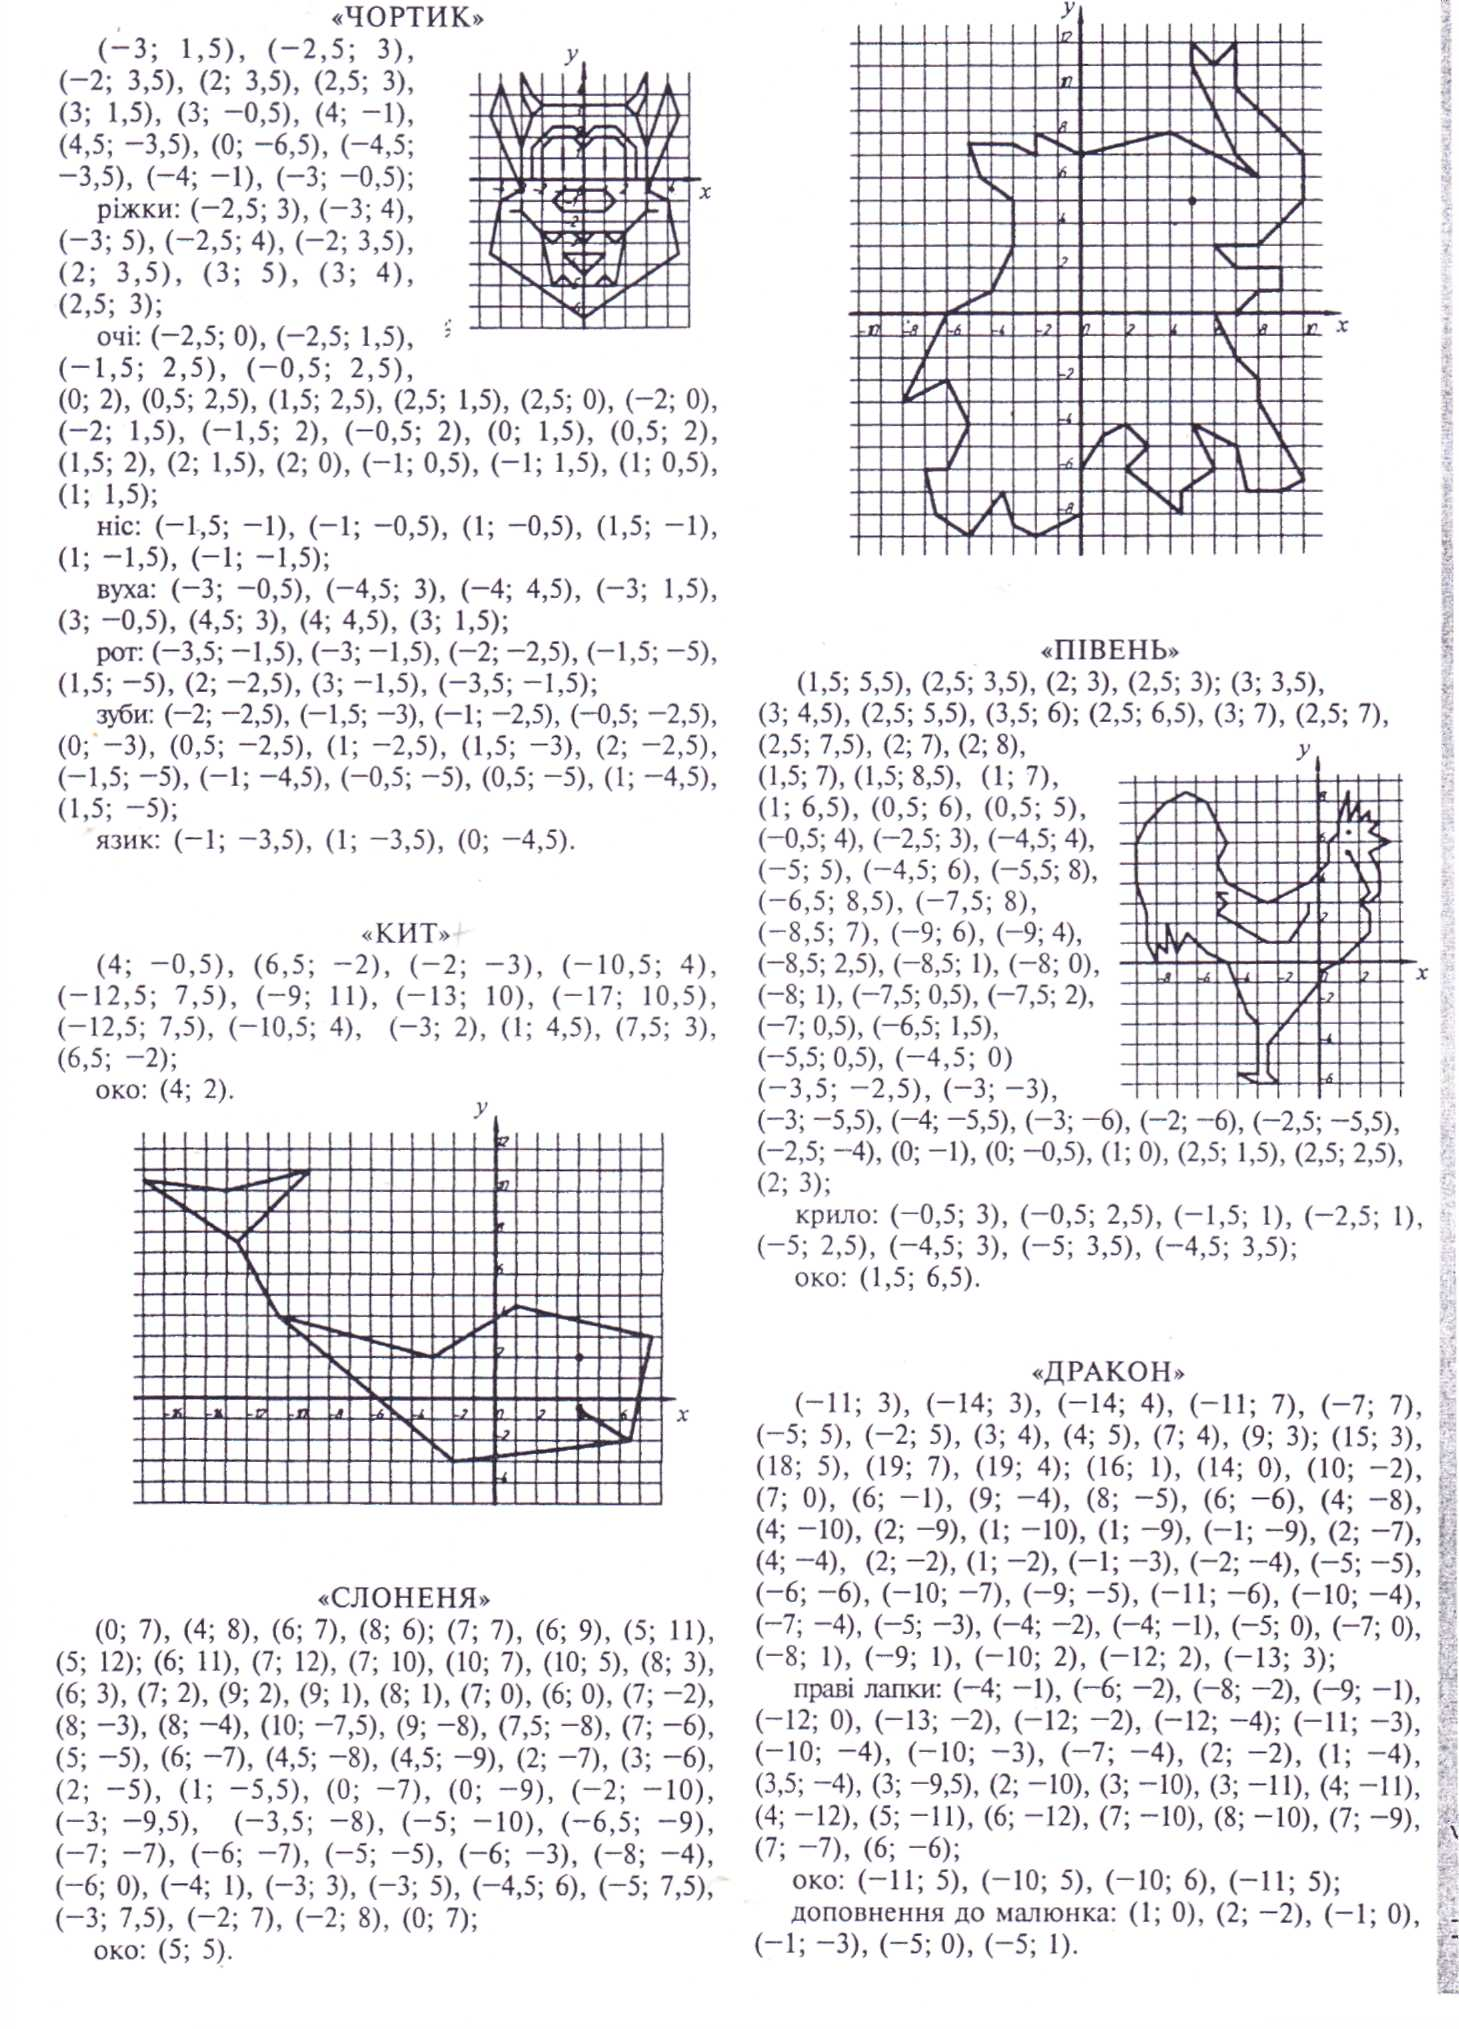 «ЧОРТИК»
(−3; 1,5), (−2,5; 3),
(−2; 3,5), (2; 3,5), (2,5; 3),
(3; 1,5), (3; −0,5), (4; −1),
(4,5; −3,5), (0; −6,5), (−4,5;
−3,5), (−4; −1), (−3; −0,5);
ріжки: (−2,5; 3), (−3; 4),
(−3; 5), (−2,5; 4), (−2; 3,5),
(2; 3,5), (3; 5), (3; 4),
(2,5; 3);
очі: (−2,5; 0), (−2,5; 1,5),
(−1,5; 2,5), (−0,5; 2,5),
(0; 2), (0,5; 2,5), (1,5; 2,5), (2,5; 1,5), (2,5; 0), (−2; 0),
(−2; 1,5), (−1,5; 2), (−0,5; 2), (0; 1,5), (0,5; 2),
(1,5; 2), (2; 1,5), (2; 0), (−1; 0,5), (−1; 1,5), (1; 0,5),
(1; 1,5);
ніс: (−1,5; −1), (−1; −0,5), (1; −0,5), (1,5; −1),
(1; −1,5), (−1; −1,5);
вуха: (−3; −0,5), (−4,5; 3), (−4; 4,5), (−3; 1,5),
(3; −0,5), (4,5; 3), (4; 4,5), (3; 1,5);
рот: (−3,5; −1,5), (−3; −1,5), (−2; −2,5), (−1,5; −5),
(1,5; −5), (2; −2,5), (3; −1,5), (−3,5; −1,5);
зуби: (−2; −2,5), (−1,5; −3), (−1; −2,5), (−0,5; −2,5),
(0; −3), (0,5; −2,5), (1; −2,5), (1,5; −3), (2; −2,5),
(−1,5; −5), (−1; −4,5), (−0,5; −5), (0,5; −5), (1; −4,5),
(1,5; −5);
язик: (−1; −3,5), (1; −3,5), (0; −4,5).
y
x
«КИТ»
(4; −0,5), (6,5; −2), (−2; −3), (−10,5; 4),
(−12,5; 7,5), (−9; 11), (−13; 10), (−17; 10,5),
(−12,5; 7,5), (−10,5; 4), (−3; 2), (1; 4,5), (7,5; 3),
(6,5; −2);
око: (4; 2).
y
x
«СЛОНЕНЯ»
(0; 7), (4; 8), (6; 7), (8; 6); (7; 7), (6; 9), (5; 11),
(5; 12); (6; 11), (7; 12), (7; 10), (10; 7), (10; 5), (8; 3),
(6; 3), (7; 2), (9; 2), (9; 1), (8; 1), (7; 0), (6; 0), (7; −2),
(8; −3), (8; −4), (10; −7,5), (9; −8), (7,5; −8), (7; −6),
(5; −5), (6; −7), (4,5; −8), (4,5; −9), (2; −7), (3; −6),
(2; −5), (1; −5,5), (0; −7), (0; −9), (−2; −10),
(−3; −9,5), (−3,5; −8), (−5; −10), (−6,5; −9),
(−7; −7), (−6; −7), (−5; −5), (−6; −3), (−8; −4),
(−6; 0), (−4; 1), (−3; 3), (−3; 5), (−4,5; 6), (−5; 7,5),
(−3; 7,5), (−2; 7), (−2; 8), (0; 7);
око: (5; 5).
y
12
10
8
6
4
2
−10 −8 −6 −4 −2 0 2 4 6 8 10 x
−2
−4
−6
−8
«ПІВЕНЬ»
(1,5; 5,5), (2,5; 3,5), (2; 3), (2,5; 3); (3; 3,5),
(3; 4,5), (2,5; 5,5), (3,5; 6); (2,5; 6,5), (3; 7), (2,5; 7),
(2,5; 7,5), (2; 7), (2; 8),
(1,5; 7), (1,5; 8,5), (1; 7),
(1; 6,5), (0,5; 6), (0,5; 5),
(−0,5; 4), (−2,5; 3), (−4,5; 4),
(−5; 5), (−4,5; 6), (−5,5; 8),
(−6,5; 8,5), (−7,5; 8),
(−8,5; 7), (−9; 6), (−9; 4),
(−8,5; 2,5), (−8,5; 1), (−8; 0),
(−8; 1), (−7,5; 0,5), (−7,5; 2),
(−7; 0,5), (−6,5; 1,5),
(−5,5; 0,5), (−4,5; 0)
(−3,5; −2,5), (−3; −3),
(−3; −5,5), (−4; −5,5), (−3; −6), (−2; −6), (−2,5; −5,5),
(−2,5; −4), (0; −1), (0; −0,5), (1; 0), (2,5; 1,5), (2,5; 2,5),
(2; 3);
крило: (−0,5; 3), (−0,5; 2,5), (−1,5; 1), (−2,5; 1),
(−5; 2,5), (−4,5; 3), (−5; 3,5), (−4,5; 3,5);
око: (1,5; 6,5).
y
x
«ДРАКОН»
(−11; 3), (−14; 3), (−14; 4), (−11; 7), (−7; 7),
(−5; 5), (−2; 5), (3; 4), (4; 5), (7; 4), (9; 3); (15; 3),
(18; 5), (19; 7), (19; 4); (16; 1), (14; 0), (10; −2),
(7; 0), (6; −1), (9; −4), (8; −5), (6; −6), (4; −8),
(4; −10), (2; −9), (1; −10), (1; −9), (−1; −9), (2; −7),
(4; −4), (2; −2), (1; −2), (−1; −3), (−2; −4), (−5; −5),
(−6; −6), (−10; −7), (−9; −5), (−11; −6), (−10; −4),
(−7; −4), (−5; −3), (−4; −2), (−4; −1), (−5; 0), (−7; 0),
(−8; 1), (−9; 1), (−10; 2), (−12; 2), (−13; 3);
праві лапки: (−4; −1), (−6; −2), (−8; −2), (−9; −1),
(−12; 0), (−13; −2), (−12; −2), (−12; −4); (−11; −3),
(−10; −4), (−10; −3), (−7; −4), (2; −2), (1; −4),
(3,5; −4), (3; −9,5), (2; −10), (3; −10), (3; −11), (4; −11),
(4; −12), (5; −11), (6; −12), (7; −10), (8; −10), (7; −9),
(7; −7), (6; −6);
око: (−11; 5), (−10; 5), (−10; 6), (−11; 5);
доповнення до малюнка: (1; 0), (2; −2), (−1; 0),
(−1; −3), (−5; 0), (−5; 1).